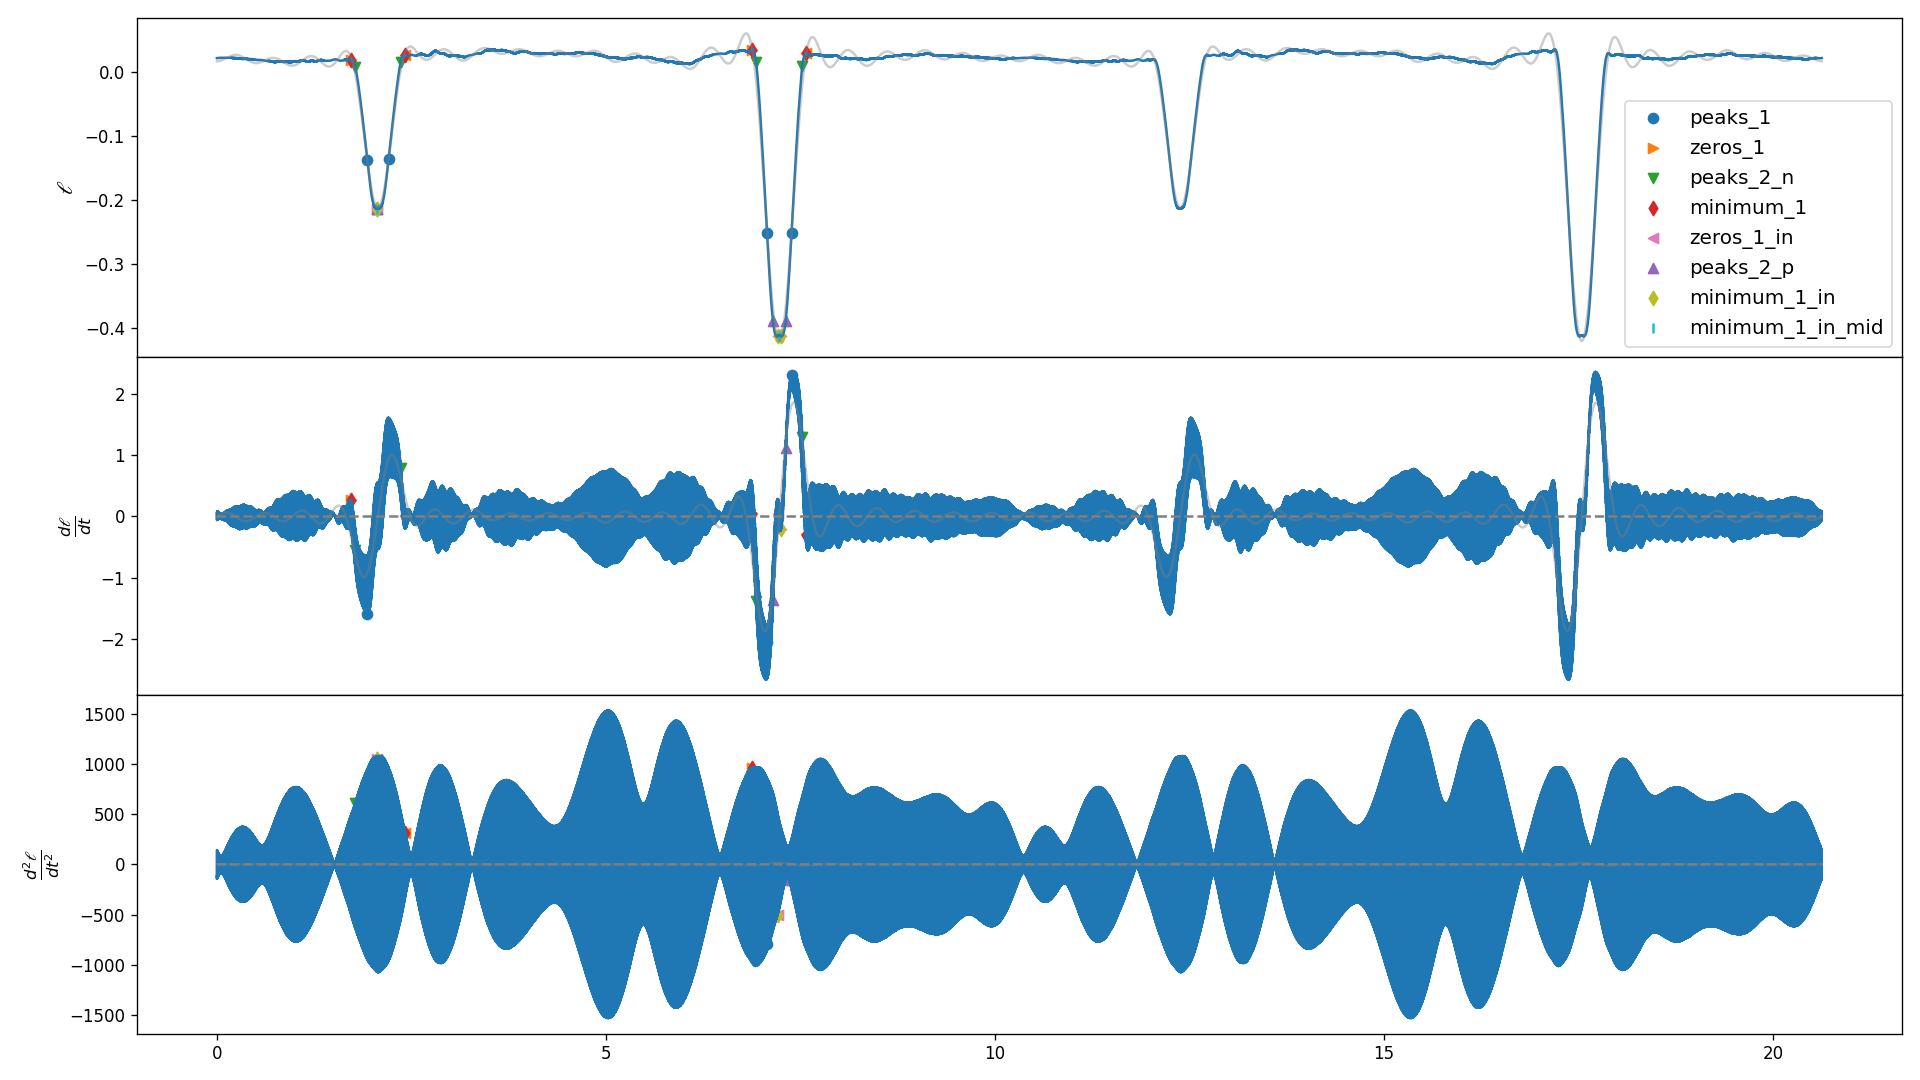 0.0
−0.1
−0.2
−0.3
−0.4
ℓ
peaks_1
zeros_1
peaks_2_n
minimum_1
zeros_1_in
peaks_2_p
minimum_1_in
minimum_1_in_mid
2
1
0
−1
−2
dℓ/dt
1500
1000
500
0
−500
−1000
−1500
d²ℓ/dt²
0 5 10 15 20